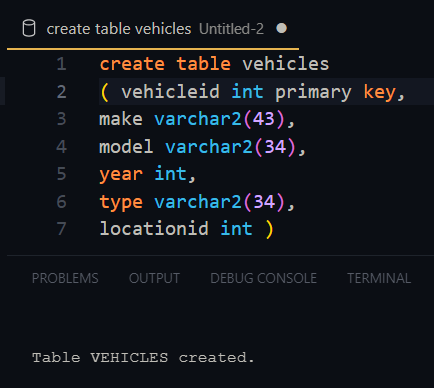 create table vehicles Untitled-2
1 create table vehicles
2 ( vehicleid int primary key,
3 make varchar2(43),
4 model varchar2(34),
5 year int,
6 type varchar2(34),
7 locationid int )
PROBLEMS OUTPUT DEBUG CONSOLE TERMINAL
Table VEHICLES created.